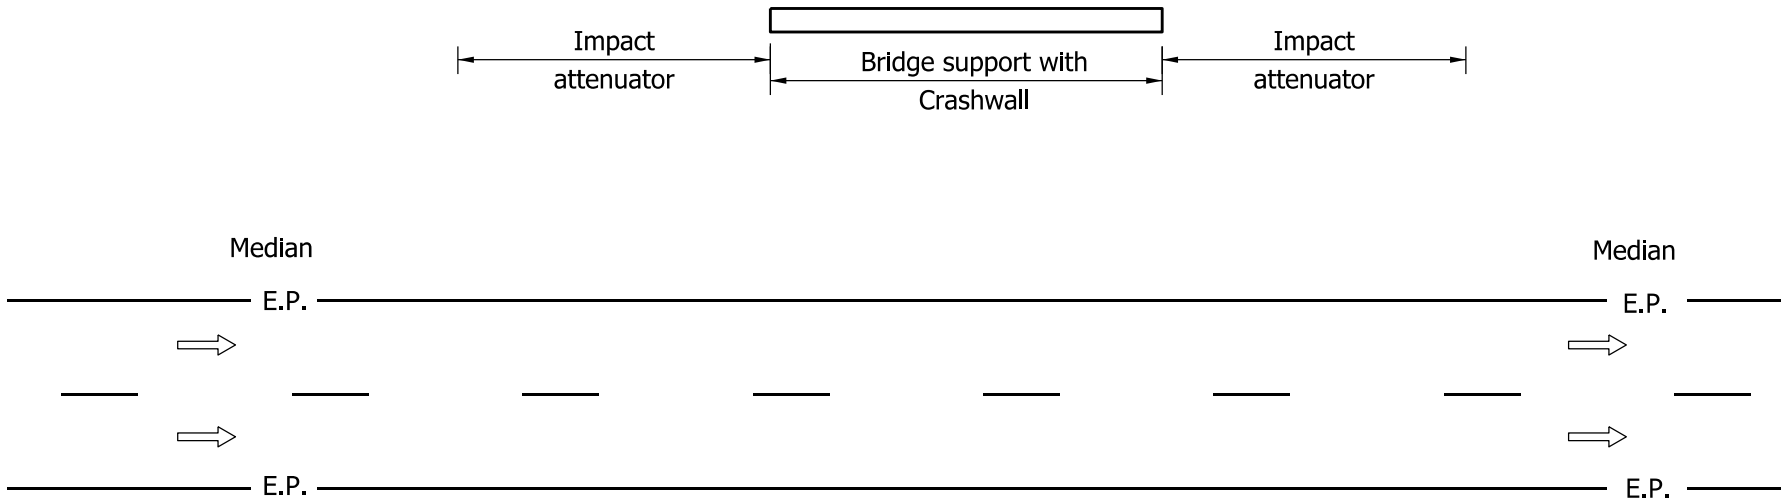 Impact
attenuator
Bridge support with
Crashwall
Impact
attenuator
Median
Median
E.P.
E.P.
E.P.
E.P.